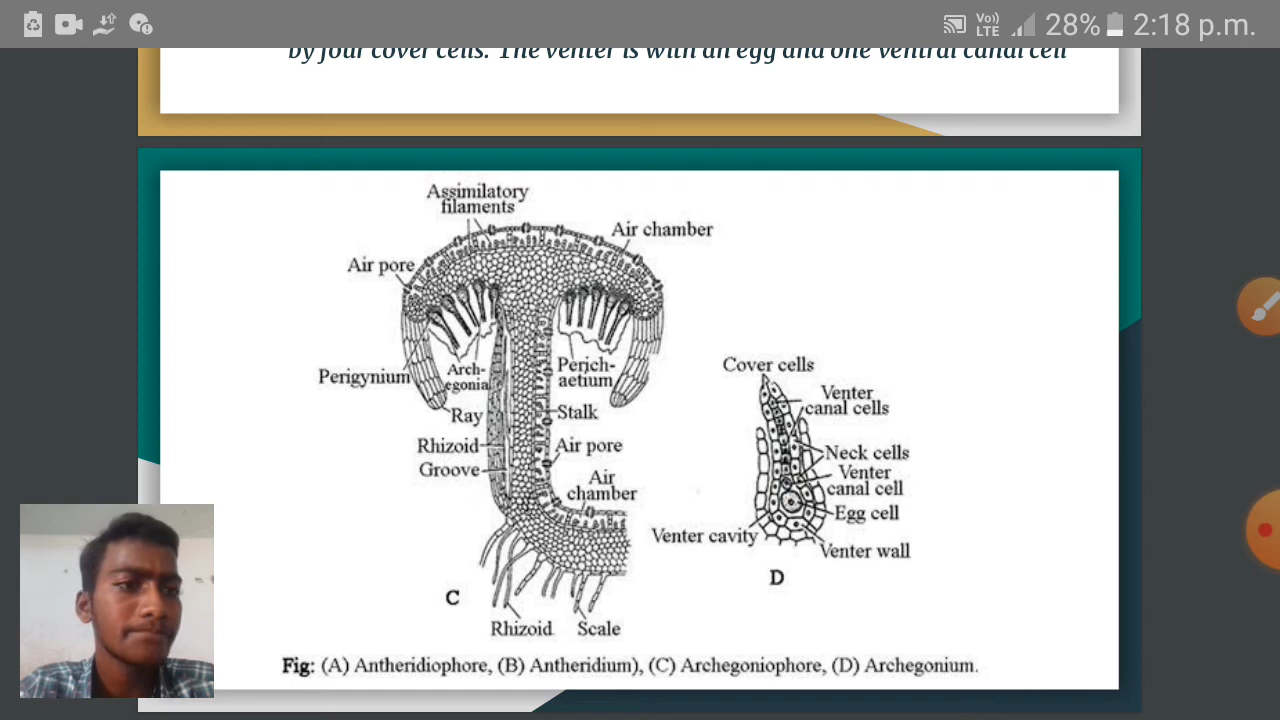 Vo)
LTE
28%
2:18 p.m.
by four cover cells. The venter is with an egg and one ventral canal cell
Assimilatory
filaments
Air chamber
Air pore
Perigynium
Arch-
egonia
Perich-
aetium
Ray
Stalk
Rhizoid
Air pore
Groove
Air
chamber
Rhizoid
Scale
C
Cover cells
Venter
canal cells
Neck cells
Venter
canal cell
Egg cell
Venter cavity
Venter wall
D
Fig: (A) Antheridiophore, (B) Antheridium), (C) Archegoniophore, (D) Archegonium.